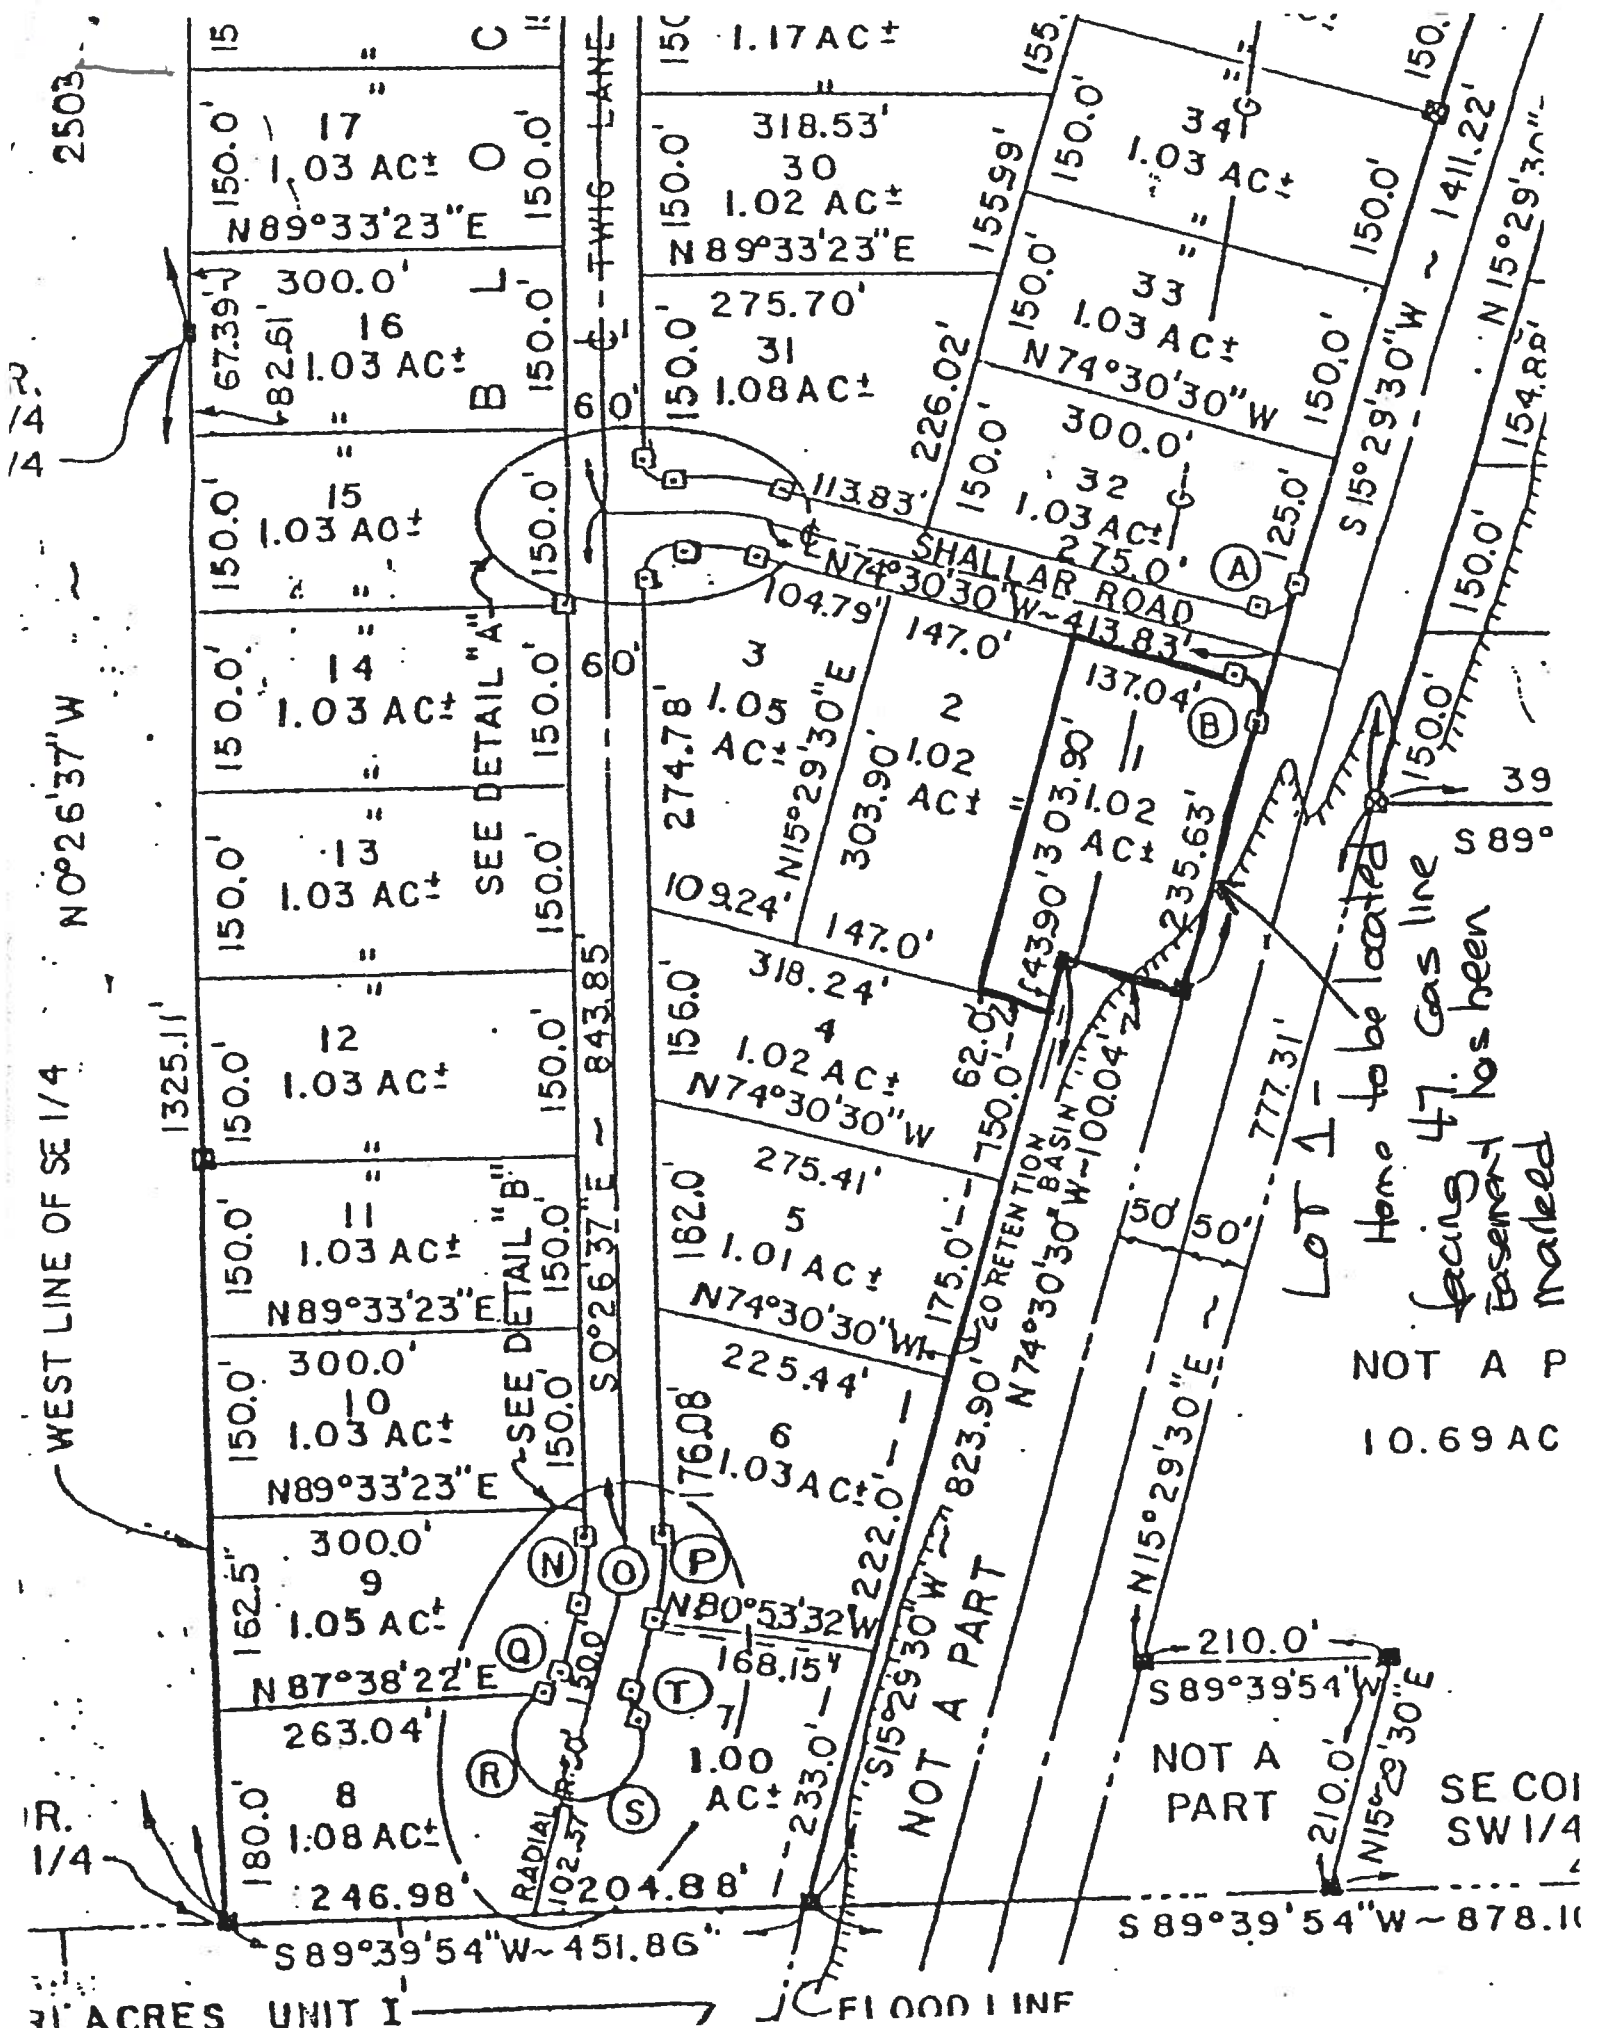 2503
15
"
"
150.0'
17
1.03 AC±
N89°33'23"E
150.0'
67.39'
82.61'
300.0'
16
1.03 AC±
150.0'
"
"
150.0'
15
1.03 AC±
150.0'
"
"
150.0'
14
1.03 AC±
150.0'
"
"
150.0'
13
1.03 AC±
150.0'
"
"
150.0'
12
1.03 AC±
150.0'
"
"
150.0'
11
1.03 AC±
150.0'
N89°33'23"E
150.0'
300.0'
10
1.03 AC±
150.0'
N89°33'23"E
162.5"
300.0'
9
1.05 AC±
N87°38'22"E
263.04'
180.0'
8
1.08 AC±
246.98'
B L O C
R.
/4
/4
N0°26'37"W ~
1325.11'
WEST LINE OF SE 1/4
R.
1/4
SEE DETAIL "A"
SEE DETAIL "B"
TWIG LANE
60'
60'
S0°26'37"E ~ 843.85'
150
1.17 AC±
"
150.0'
318.53'
30
1.02 AC±
N89°33'23"E
155.99'
150.0'
275.70'
31
1.08 AC±
226.02'
113.83'
155.
150.0'
34
1.03 AC±
G
"
150.
150.0'
"
"
150.0'
33
1.03 AC±
N74°30'30"W
150.0'
150.0'
300.0'
32
1.03 AC±
G
275.0'
125.0'
A
SHALLAR ROAD
N74°30'30"W~413.83'
104.79'
3
1.05
AC±
274.78'
109.24'
N15°29'30"E
147.0'
2
1.02
AC±
303.90'
147.0'
"
137.04'
B
1
1.02
AC±
303.90'
43.90'
235.63'
318.24'
156.0'
4
1.02 AC±
N74°30'30"W
62.0'
150.0'
275.41'
182.0'
5
1.01 AC±
N74°30'30"W
175.0'
225.44'
176.08'
6
1.03 AC±
222.0'
N80°53'32"W
168.15'
7
1.00
AC±
233.0'
204.88'
N
O
P
Q
R
S
T
150.0'
RADIAL
102.37'
20' RETENTION
BASIN
N74°30'30"W~100.04'
S15°29'30"W ~ 823.90'
NOT A PART
S 15°29'30"W ~ 1411.22'
N 15°29'30"
154.88'
150.0'
150.0'
39
S 89°
777.31'
50' 50'
N15°29'30"E ~
LOT 1-
Home to be located
facing 47. Gas line
Easement has been
marked
NOT A P
10.69 AC
210.0'
S89°39'54"W
NOT A
PART
210.0'
SE COR
SW 1/4
S89°39'54"W~451.86"
S89°39'54"W~878.10
ACRES UNIT I
FLOOD LINE